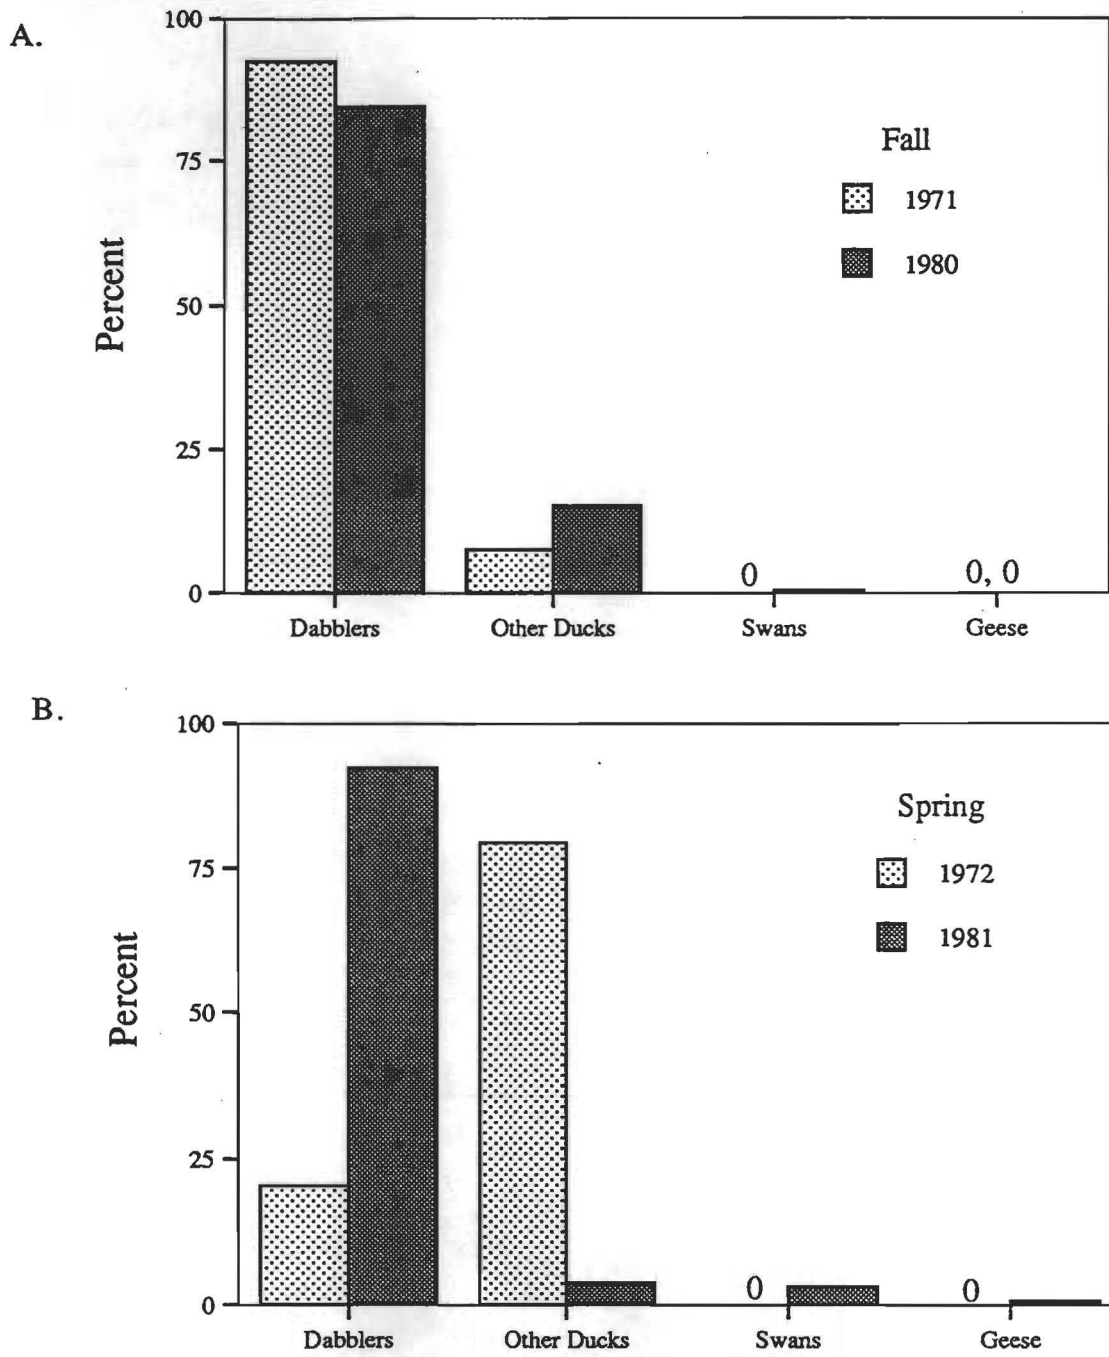 A.
100
75
50
25
0
Percent
Fall
1971
1980
0
0, 0
Dabblers Other Ducks Swans Geese
B.
100
75
50
25
0
Percent
Spring
1972
1981
0
0
Dabblers Other Ducks Swans Geese